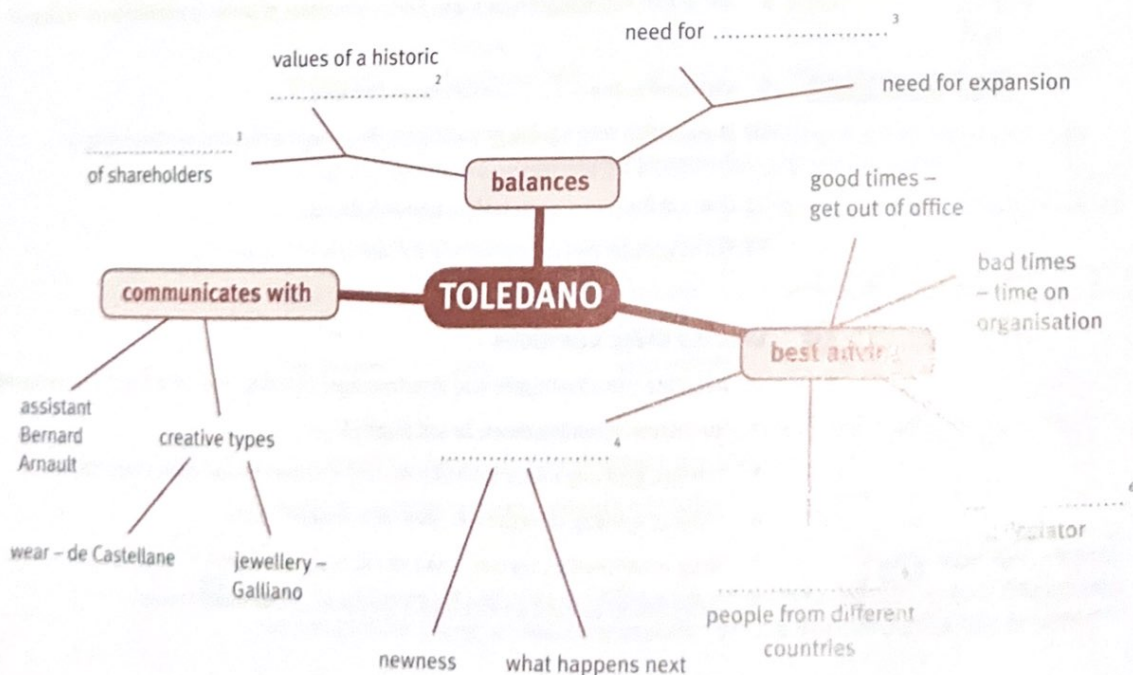 need for .................... 3
values of a historic
.................... 2
need for expansion
.................... 1
of shareholders
balances
good times –
get out of office
communicates with
TOLEDANO
bad times
– time on
organisation
best
assistant
Bernard
Arnault
creative types
.................... 4
wear – de Castellane
jewellery –
Galliano
....................
....................
people from different
countries
newness
what happens next